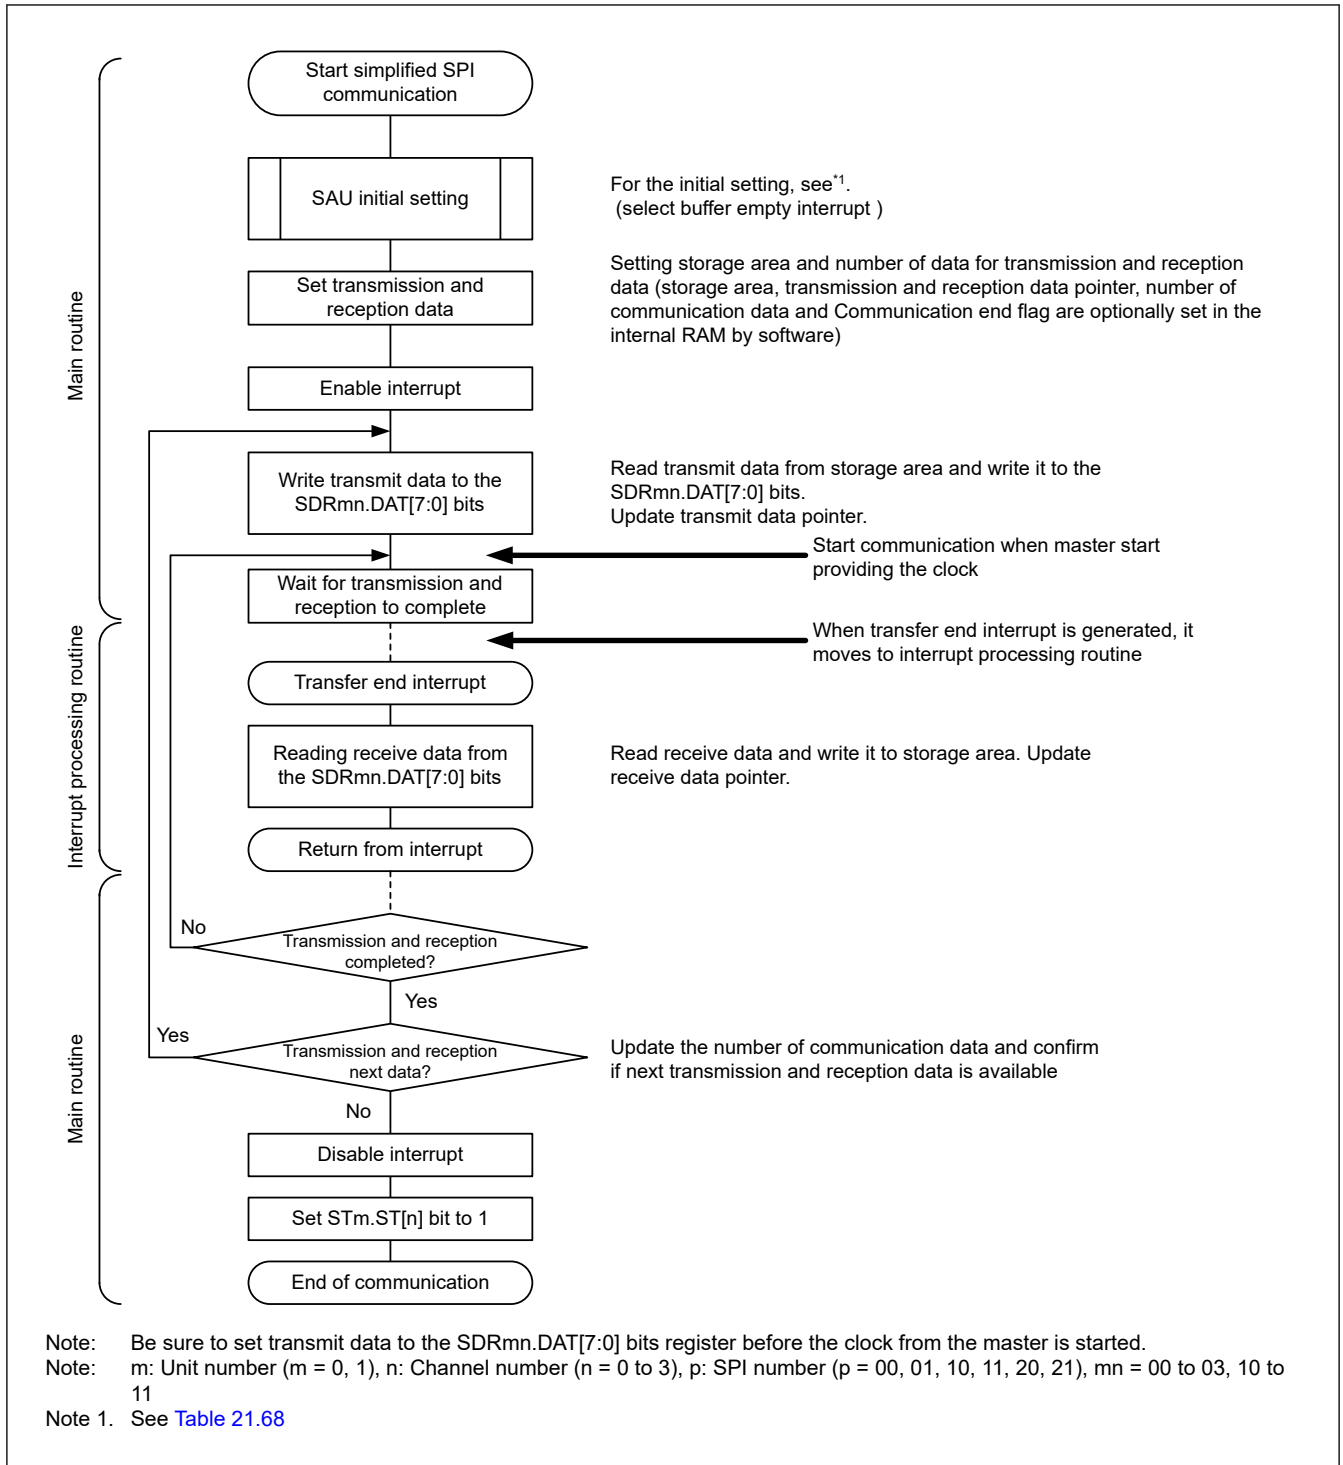 Start simplified SPI
communication
SAU initial setting
For the initial setting, see*1.
(select buffer empty interrupt )
Set transmission and
reception data
Setting storage area and number of data for transmission and reception
data (storage area, transmission and reception data pointer, number of
communication data and Communication end flag are optionally set in the
internal RAM by software)
Main routine
Enable interrupt
Write transmit data to the
SDRmn.DAT[7:0] bits
Read transmit data from storage area and write it to the
SDRmn.DAT[7:0] bits.
Update transmit data pointer.
Start communication when master start
providing the clock
Wait for transmission and
reception to complete
When transfer end interrupt is generated, it
moves to interrupt processing routine
Interrupt processing routine
Transfer end interrupt
Reading receive data from
the SDRmn.DAT[7:0] bits
Read receive data and write it to storage area. Update
receive data pointer.
Return from interrupt
No
Transmission and reception
completed?
Yes
Yes
Transmission and reception
next data?
Update the number of communication data and confirm
if next transmission and reception data is available
Main routine
No
Disable interrupt
Set STm.ST[n] bit to 1
End of communication
Note: Be sure to set transmit data to the SDRmn.DAT[7:0] bits register before the clock from the master is started.
Note: m: Unit number (m = 0, 1), n: Channel number (n = 0 to 3), p: SPI number (p = 00, 01, 10, 11, 20, 21), mn = 00 to 03, 10 to
11
Note 1. See Table 21.68